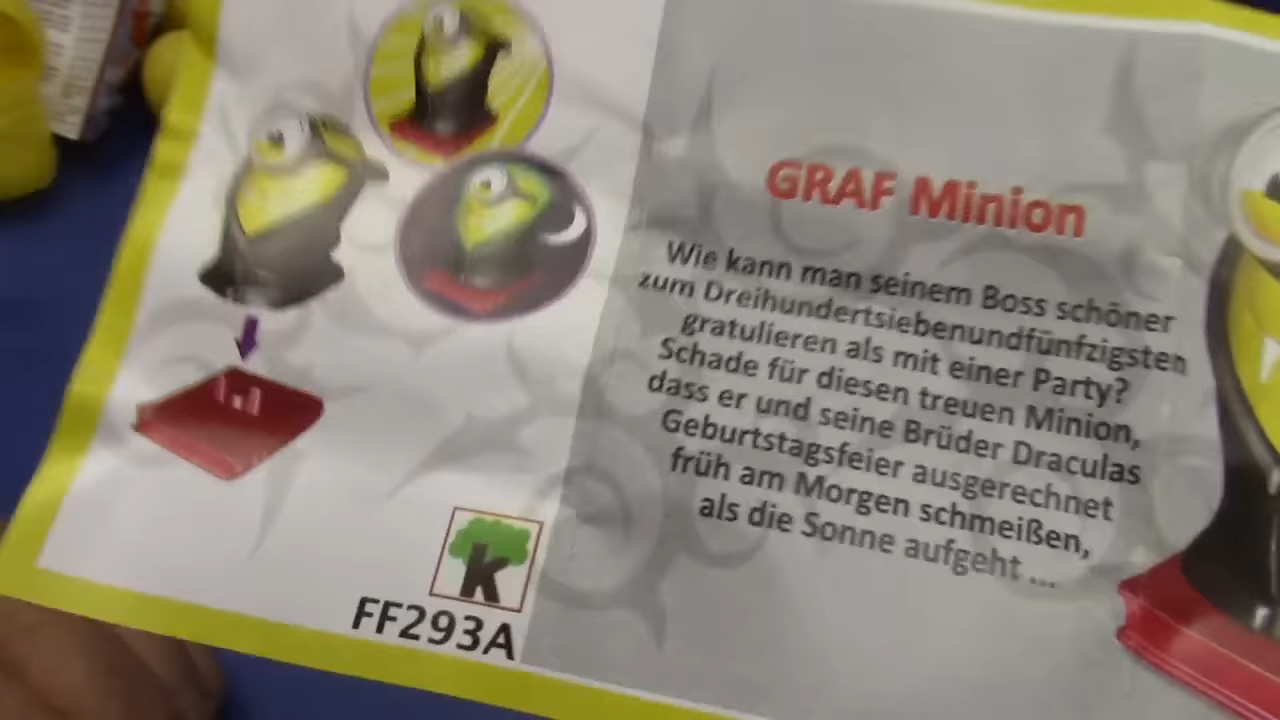 GRAF Minion
Wie kann man seinem Boss schöner
zum Dreihundertsiebenundfünfzigsten
gratulieren als mit einer Party?
Schade für diesen treuen Minion,
dass er und seine Brüder Draculas
Geburtstagsfeier ausgerechnet
früh am Morgen schmeißen,
als die Sonne aufgeht ...
k
FF293A